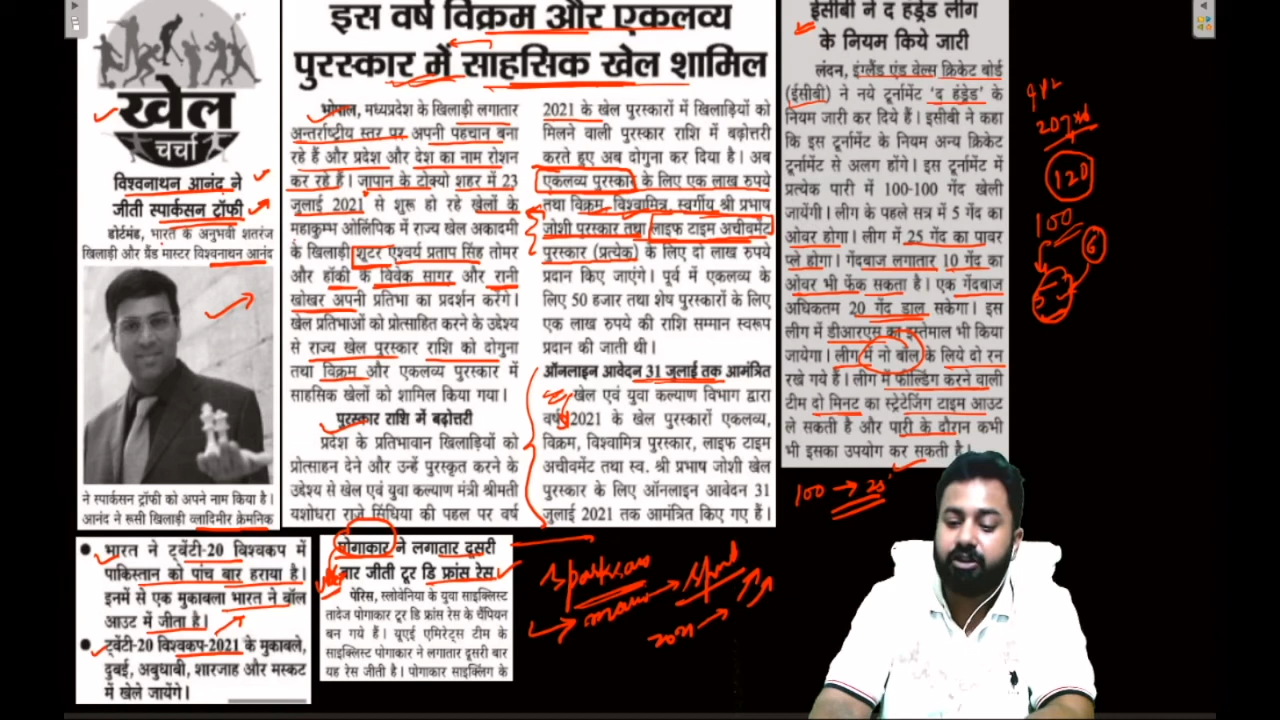 खेल
चर्चा
विश्वनाथन आनंद ने
जीती स्पार्कसन ट्रॉफी
डोर्टमंड, भारत के अनुभवी शतरंज
खिलाड़ी और ग्रैंड मास्टर विश्वनाथन आनंद
ने स्पार्कसन ट्रॉफी को अपने नाम किया है।
आनंद ने रूसी खिलाड़ी व्लादिमीर क्रेमनिक
भारत ने ट्वेंटी-20 विश्वकप में
पाकिस्तान को पांच बार हराया है।
इनमें से एक मुकाबला भारत ने बॉल
आउट में जीता है।
ट्वेंटी-20 विश्वकप-2021 के मुकाबले,
दुबई, अबुधाबी, शारजाह और मस्कट
में खेले जायेंगे।
इस वर्ष विक्रम और एकलव्य
पुरस्कार में साहसिक खेल शामिल
भोपाल, मध्यप्रदेश के खिलाड़ी लगातार
अन्तर्राष्ट्रीय स्तर पर अपनी पहचान बना
रहे हैं और प्रदेश और देश का नाम रोशन
कर रहे हैं। जापान के टोक्यो शहर में 23
जुलाई 2021 से शुरू हो रहे खेलों के
महाकुम्भ ओलिंपिक में राज्य खेल अकादमी
के खिलाड़ी शूटर ऐश्वर्य प्रताप सिंह तोमर
और हॉकी के विवेक सागर और रानी
खोखर अपनी प्रतिभा का प्रदर्शन करेंगे।
खेल प्रतिभाओं को प्रोत्साहित करने के उद्देश्य
से राज्य खेल पुरस्कार राशि को दोगुना
तथा विक्रम और एकलव्य पुरस्कार में
साहसिक खेलों को शामिल किया गया।
पुरस्कार राशि में बढ़ोत्तरी
प्रदेश के प्रतिभावान खिलाड़ियों को
प्रोत्साहन देने और उन्हें पुरस्कृत करने के
उद्देश्य से खेल एवं युवा कल्याण मंत्री श्रीमती
यशोधरा राजे सिंधिया की पहल पर वर्ष
2021 के खेल पुरस्कारों में खिलाड़ियों को
मिलने वाली पुरस्कार राशि में बढ़ोत्तरी
करते हुए अब दोगुना कर दिया है। अब
एकलव्य पुरस्कार के लिए एक लाख रुपये
तथा विक्रम, विश्वामित्र, स्वर्गीय श्री प्रभाष
जोशी पुरस्कार तथा लाइफ टाइम अचीवमेंट
पुरस्कार (प्रत्येक) के लिए दो लाख रुपये
प्रदान किए जाएंगे। पूर्व में एकलव्य के
लिए 50 हजार तथा शेष पुरस्कारों के लिए
एक लाख रुपये की राशि सम्मान स्वरूप
प्रदान की जाती थी।
ऑनलाइन आवेदन 31 जुलाई तक आमंत्रित
खेल एवं युवा कल्याण विभाग द्वारा
वर्ष 2021 के खेल पुरस्कारों एकलव्य,
विक्रम, विश्वामित्र पुरस्कार, लाइफ टाइम
अचीवमेंट तथा स्व. श्री प्रभाष जोशी खेल
पुरस्कार के लिए ऑनलाइन आवेदन 31
जुलाई 2021 तक आमंत्रित किए गए हैं।
पोगाकार ने लगातार दूसरी
बार जीती टूर डि फ्रांस रेस
पेरिस, स्लोवेनिया के युवा साइक्लिस्ट
तादेज पोगाकार टूर डि फ्रांस रेस के चैंपियन
बन गये हैं। यूएई एमिरेट्स टीम के
साइक्लिस्ट पोगाकार ने लगातार दूसरी बार
यह रेस जीती है। पोगाकार साइक्लिंग के
2021
ईसीबी ने द हंड्रेड लीग
के नियम किये जारी
लंदन, इंग्लैंड एंड वेल्स क्रिकेट बोर्ड
(ईसीबी) ने नये टूर्नामेंट 'द हंड्रेड' के
नियम जारी कर दिये हैं। ईसीबी ने कहा
कि इस टूर्नामेंट के नियम अन्य क्रिकेट
टूर्नामेंट से अलग होंगे। इस टूर्नामेंट में
प्रत्येक पारी में 100-100 गेंद खेली
जायेंगी। लीग के पहले सत्र में 5 गेंद का
ओवर होगा। लीग में 25 गेंद का पावर
प्ले होगा। गेंदबाज लगातार 10 गेंद का
ओवर भी फेंक सकता है। एक गेंदबाज
अधिकतम 20 गेंद डाल सकेगा। इस
लीग में डीआरएस का इस्तेमाल भी किया
जायेगा। लीग में नो बॉल के लिये दो रन
रखे गये हैं। लीग में फील्डिंग करने वाली
टीम दो मिनट का स्ट्रेटेजिंग टाइम आउट
ले सकती है और पारी के दौरान कभी
भी इसका उपयोग कर सकती है।
120
100
6
5
100 →